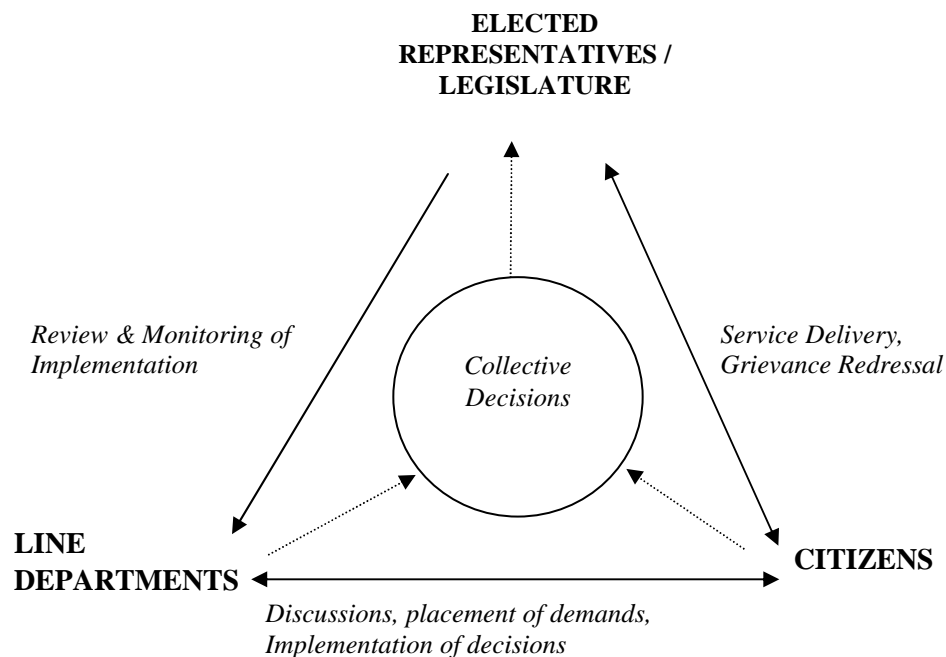 ELECTED
REPRESENTATIVES /
LEGISLATURE
Review & Monitoring of
Implementation
Collective
Decisions
Service Delivery,
Grievance Redressal
LINE
DEPARTMENTS
CITIZENS
Discussions, placement of demands,
Implementation of decisions